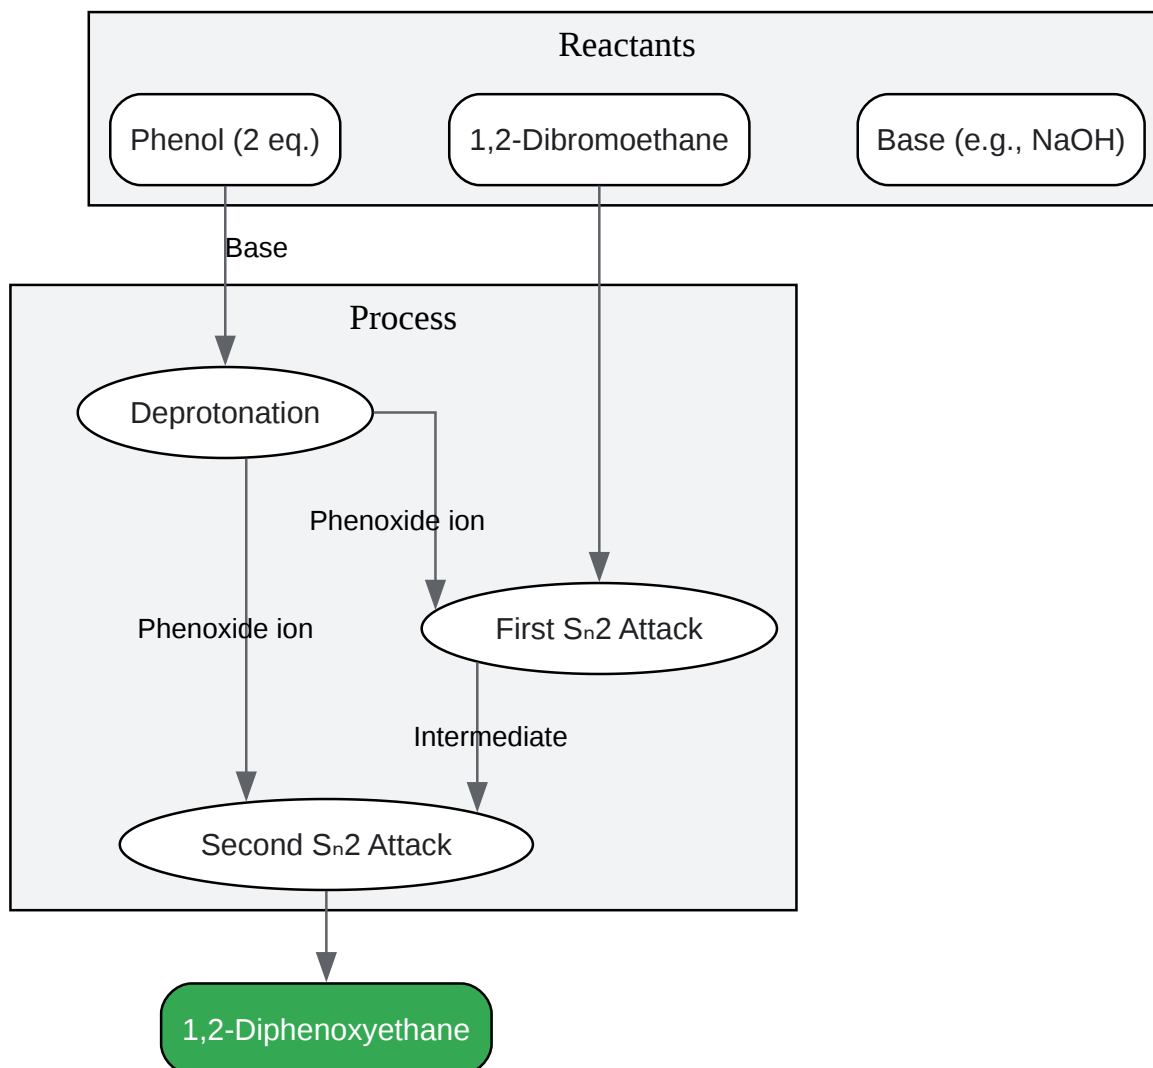 Reactants
Phenol (2 eq.)
1,2-Dibromoethane
Base (e.g., NaOH)
Base
Process
Deprotonation
Phenoxide ion
Phenoxide ion
First Sₙ2 Attack
Intermediate
Second Sₙ2 Attack
1,2-Diphenoxyethane